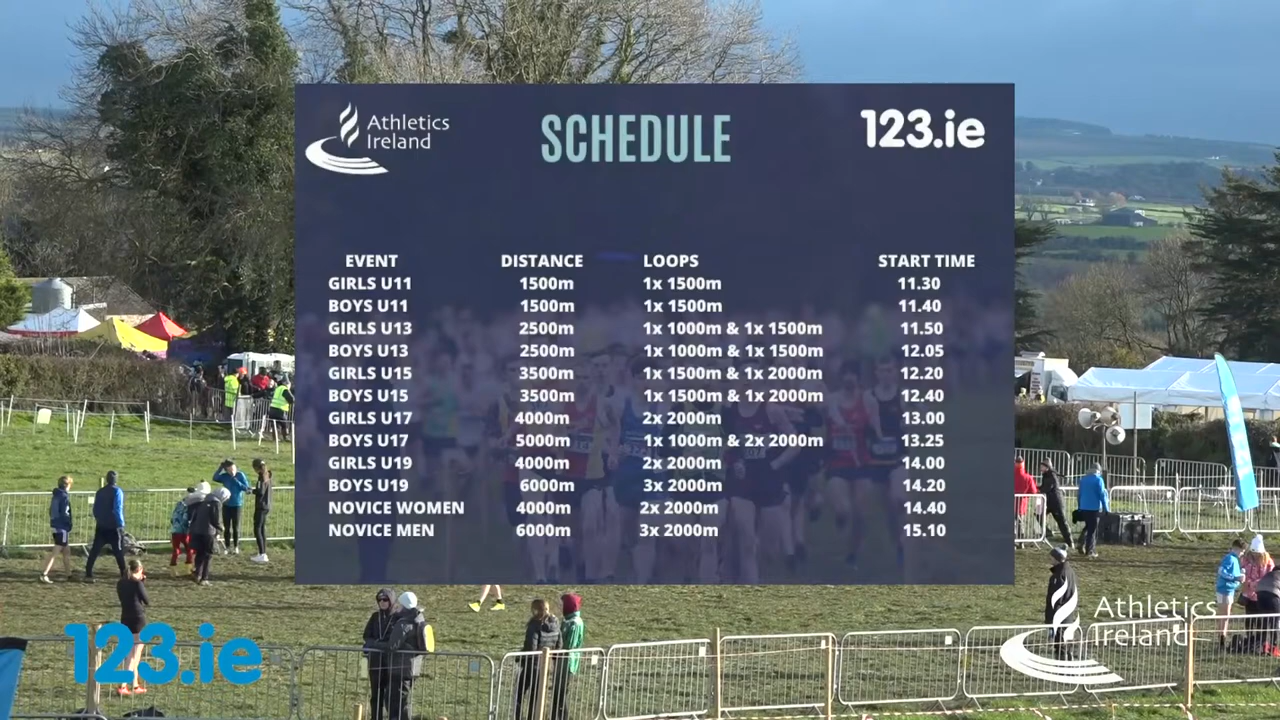 Athletics
Ireland
SCHEDULE
123.ie
EVENT DISTANCE LOOPS START TIME
GIRLS U11 1500m 1x 1500m 11.30
BOYS U11 1500m 1x 1500m 11.40
GIRLS U13 2500m 1x 1000m & 1x 1500m 11.50
BOYS U13 2500m 1x 1000m & 1x 1500m 12.05
GIRLS U15 3500m 1x 1500m & 1x 2000m 12.20
BOYS U15 3500m 1x 1500m & 1x 2000m 12.40
GIRLS U17 4000m 2x 2000m 13.00
BOYS U17 5000m 1x 1000m & 2x 2000m 13.25
GIRLS U19 4000m 2x 2000m 14.00
BOYS U19 6000m 3x 2000m 14.20
NOVICE WOMEN 4000m 2x 2000m 14.40
NOVICE MEN 6000m 3x 2000m 15.10
123.ie
Athletics
Ireland